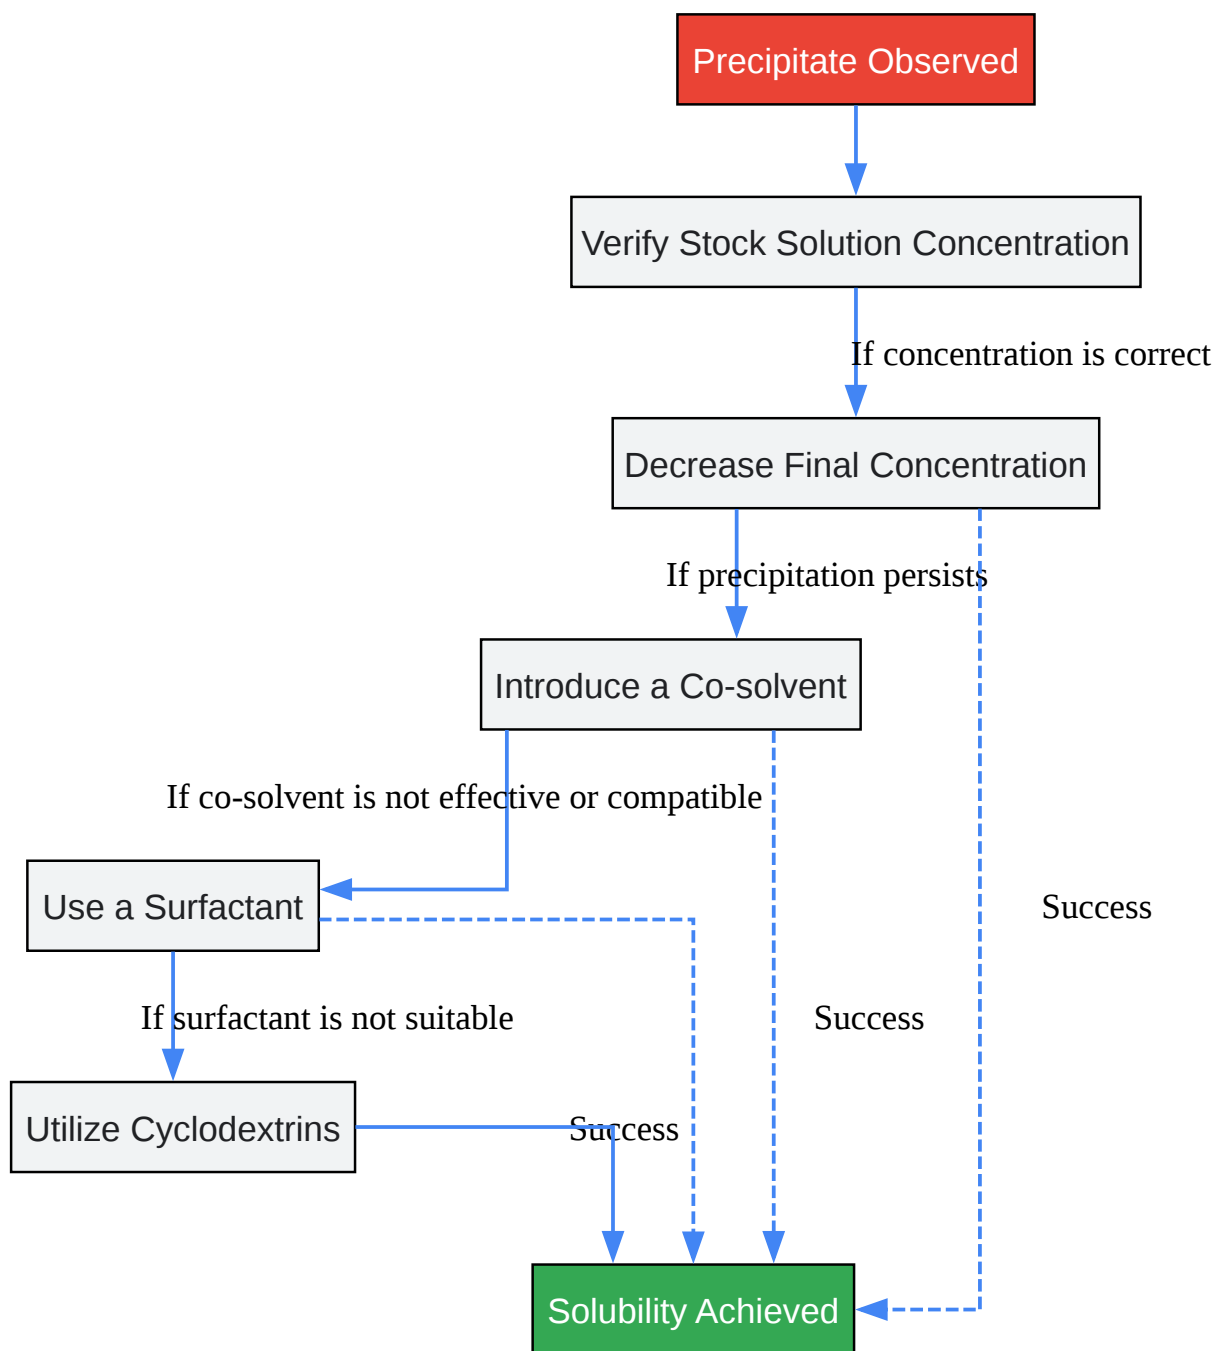 Precipitate Observed
Verify Stock Solution Concentration
If concentration is correct
Decrease Final Concentration
If precipitation persists
Introduce a Co-solvent
If co-solvent is not effective or compatible
Use a Surfactant
Success
If surfactant is not suitable
Success
Utilize Cyclodextrins
Success
Solubility Achieved